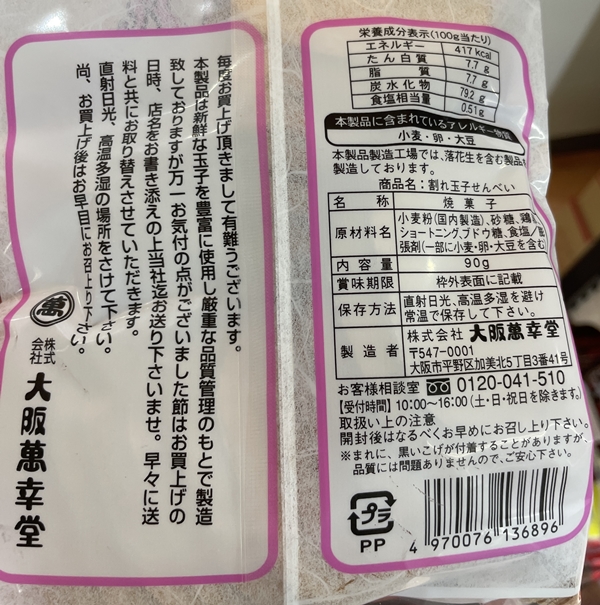 毎度お買上げ頂きまして有難うございます。
本製品は新鮮な玉子を豊富に使用し厳重な品質管理のもとで製造
致しておりますが万一お気付の点がございました節はお買上げの
日時、店名をお書き添えの上当社迄お送り下さいませ。早々に送
料と共にお取り替えさせていただきます。
直射日光、高温多湿の場所をさけて下さい。
尚、お買上げ後はお早目にお召上り下さい。
萬
株式会社 大阪萬幸堂
栄養成分表示(100g当たり)
エネルギー 417 kcal
たん白質 7.7 g
脂質 7.7 g
炭水化物 79.2 g
食塩相当量 0.51g
本製品に含まれているアレルギー物質
小麦・卵・大豆
本製品製造工場では、落花生を含む製品も
製造しております。
商品名:割れ玉子せんべい
名称 焼菓子
原材料名 小麦粉(国内製造)、砂糖、鶏
ショートニング、ブドウ糖、食塩/膨
張剤(一部に小麦・卵・大豆を含む
内容量 90g
賞味期限 枠外表面に記載
保存方法 直射日光、高温多湿を避け
常温で保存して下さい。
製造者 株式会社 大阪萬幸堂
〒547-0001
大阪市平野区加美北5丁目3番41号
お客様相談室 0120-041-510
【受付時間】10:00~16:00(土・日・祝日を除きます。)
取扱い上の注意
開封後はなるべくお早めにお召し上り下さい。
※まれに、黒いこげが付着することがありますが、
品質には問題ありませんので、ご安心下さい。
プラ
PP
4 970076 136896